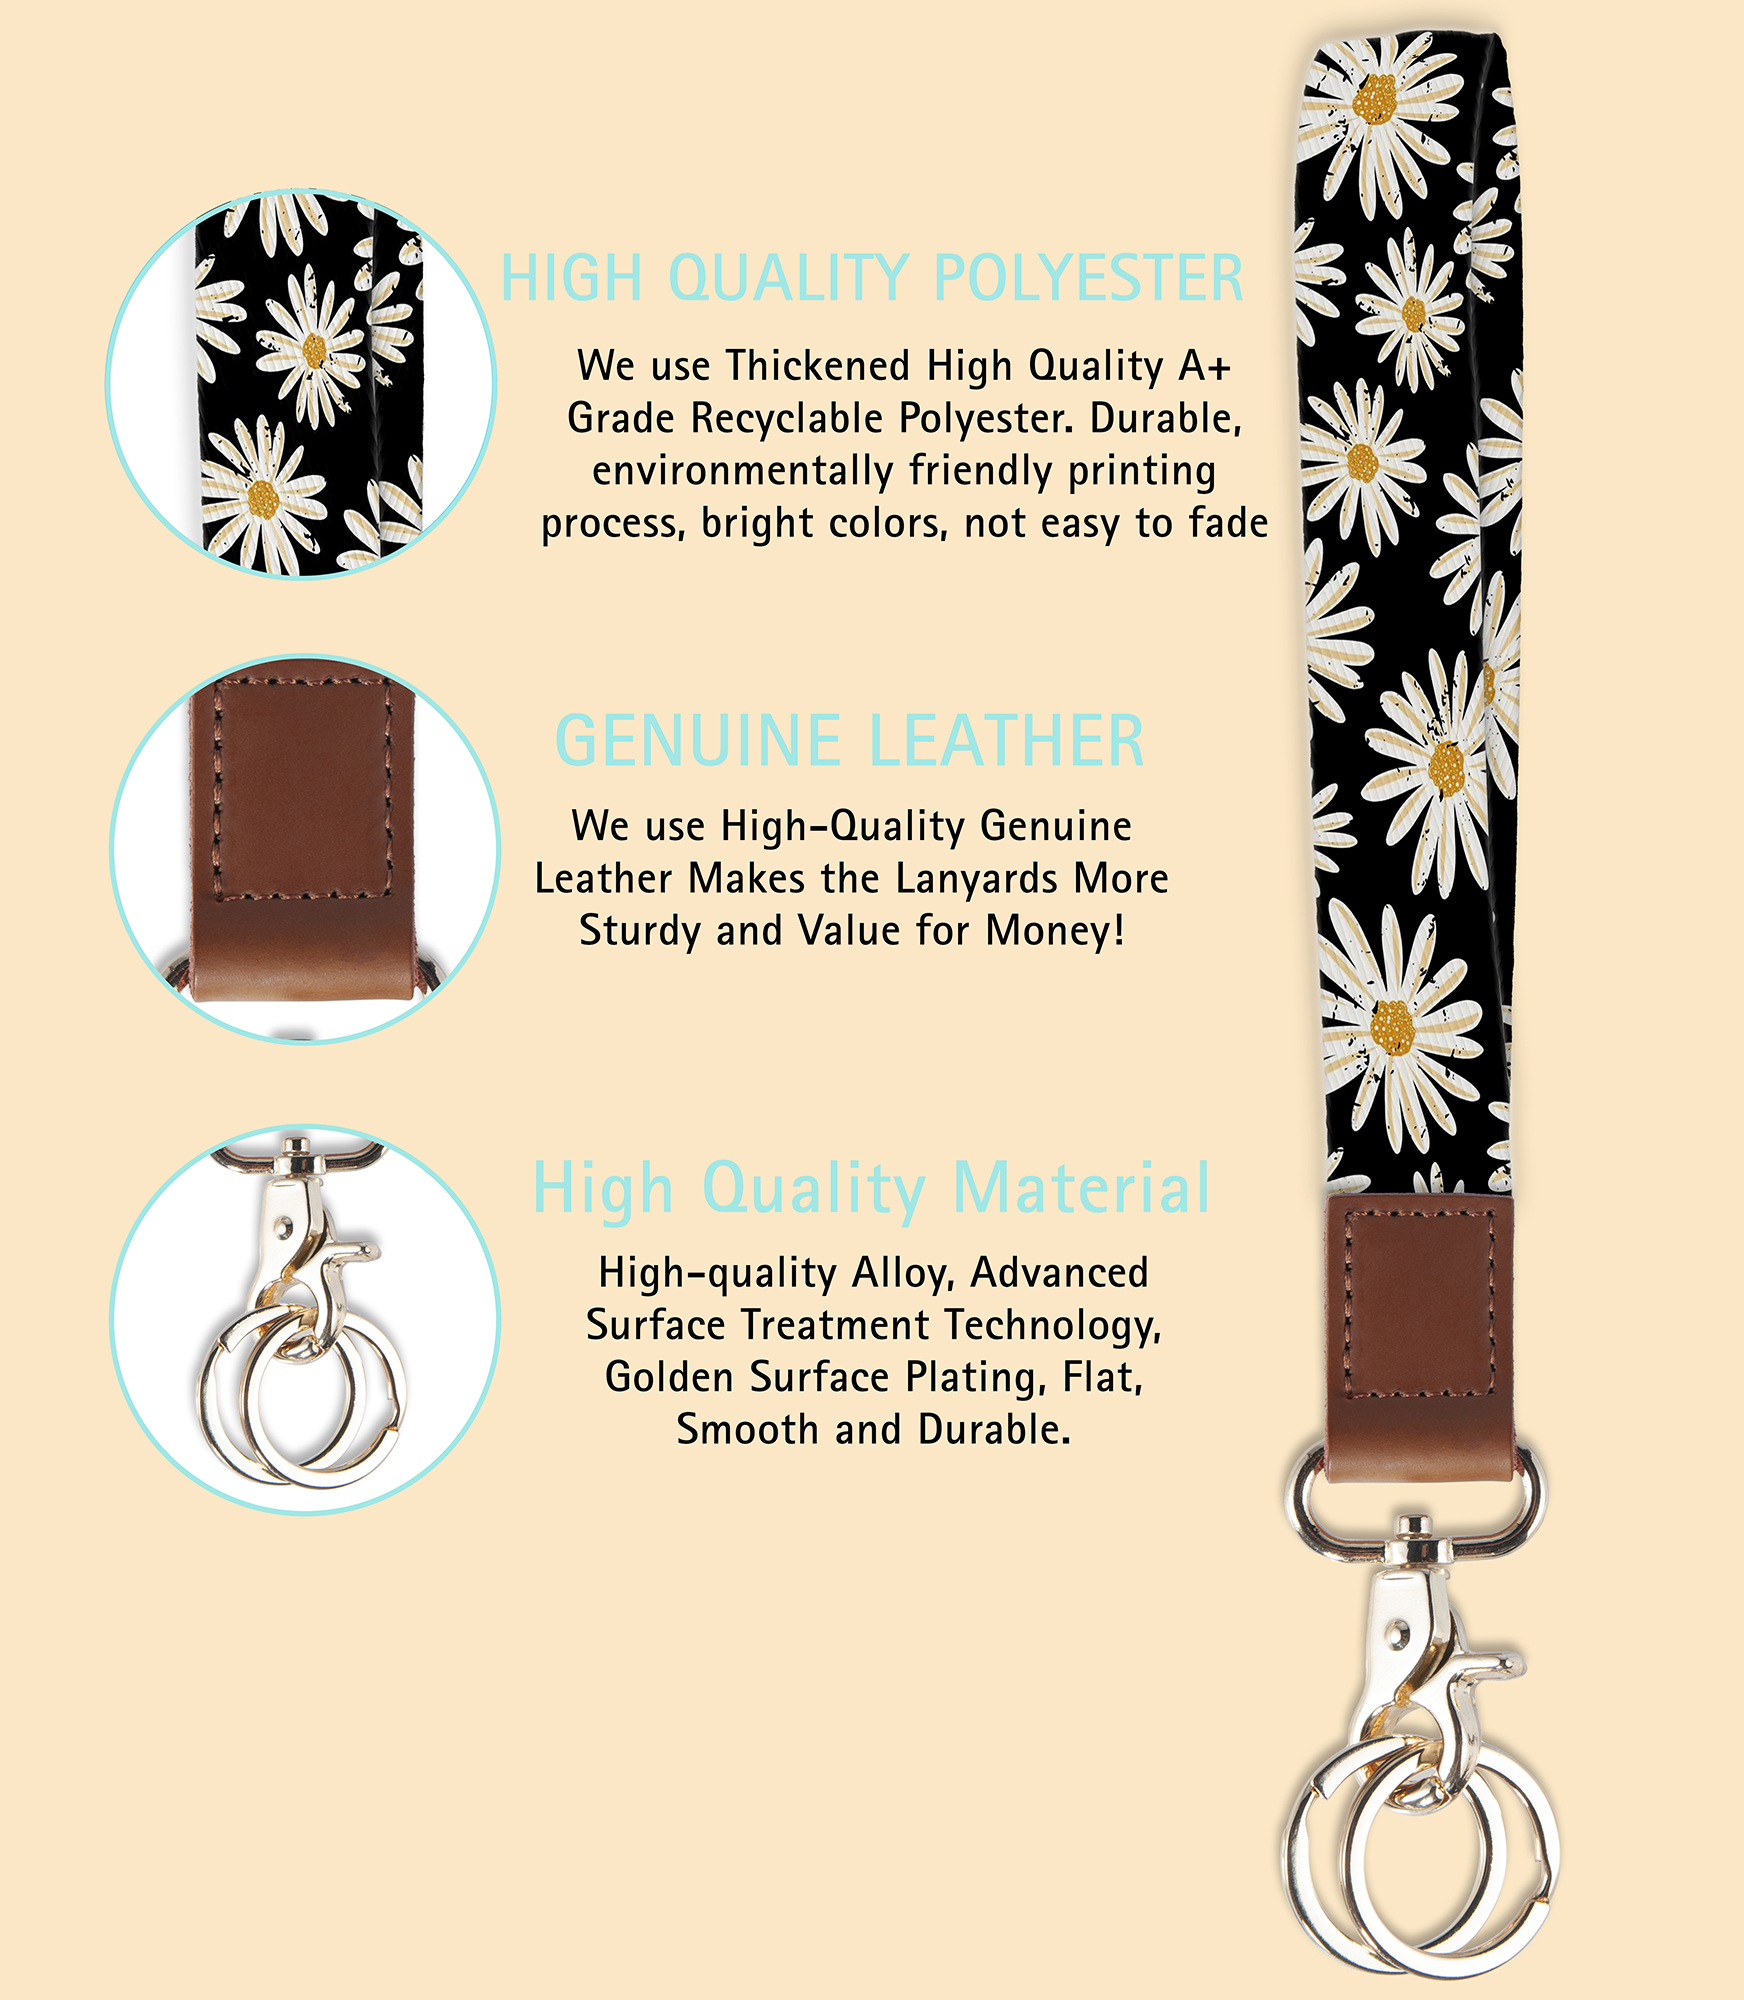 HIGH QUALITY POLYESTER
We use Thickened High Quality A+
Grade Recyclable Polyester. Durable,
environmentally friendly printing
process, bright colors, not easy to fade
GENUINE LEATHER
We use High-Quality Genuine
Leather Makes the Lanyards More
Sturdy and Value for Money!
High Quality Material
High-quality Alloy, Advanced
Surface Treatment Technology,
Golden Surface Plating, Flat,
Smooth and Durable.